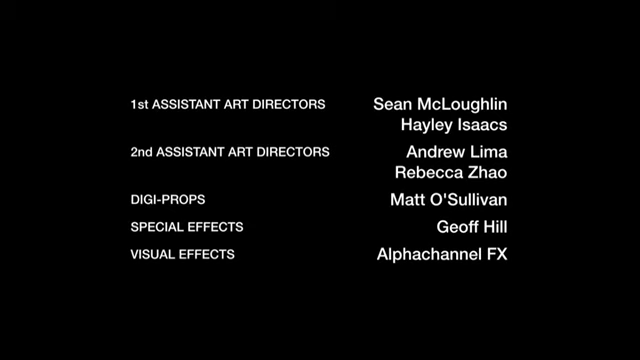 1st ASSISTANT ART DIRECTORS Sean McLoughlin
Hayley Isaacs
2nd ASSISTANT ART DIRECTORS Andrew Lima
Rebecca Zhao
DIGI-PROPS Matt O'Sullivan
SPECIAL EFFECTS Geoff Hill
VISUAL EFFECTS Alphachannel FX